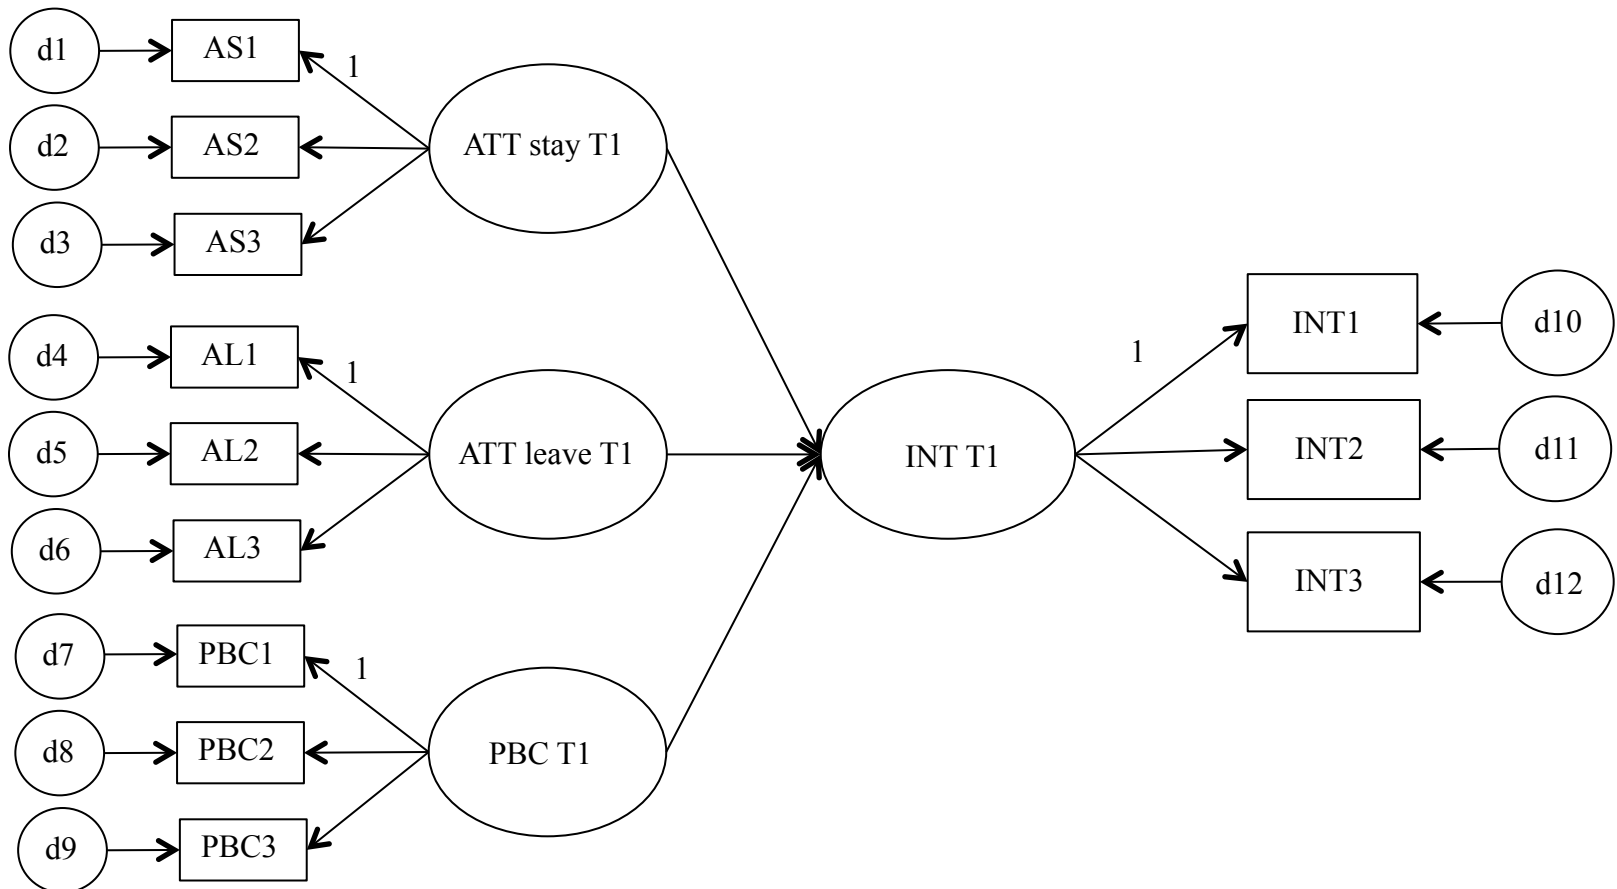 d1
AS1
1
d2
AS2
ATT stay T1
d3
AS3
d4
AL1
1
d5
AL2
ATT leave T1
d6
AL3
d7
PBC1
1
d8
PBC2
PBC T1
d9
PBC3
INT T1
1
INT1
d10
INT2
d11
INT3
d12